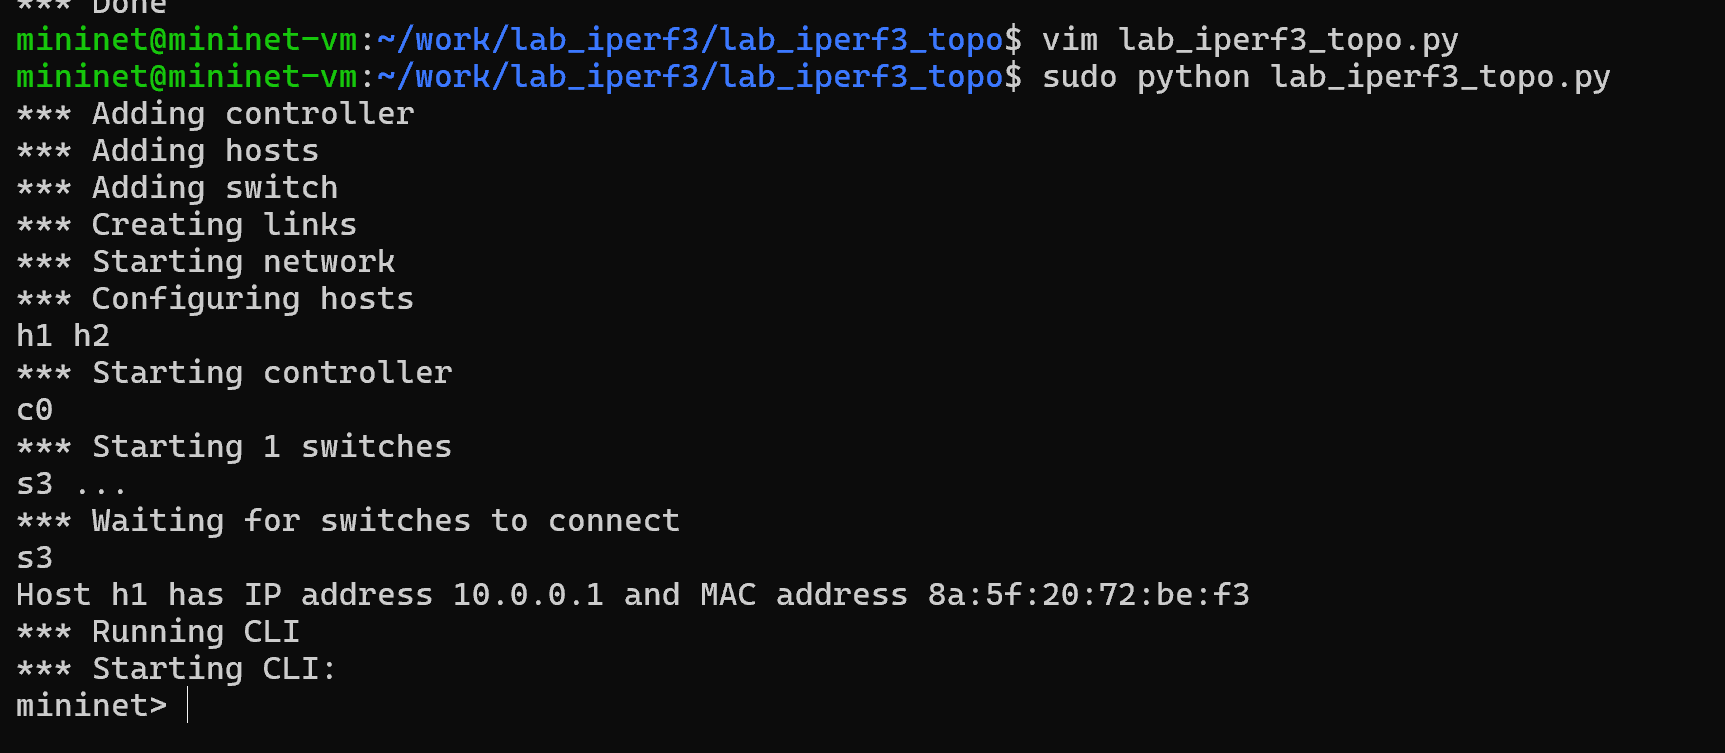 *** Done
mininet@mininet-vm:~/work/lab_iperf3/lab_iperf3_topo$ vim lab_iperf3_topo.py
mininet@mininet-vm:~/work/lab_iperf3/lab_iperf3_topo$ sudo python lab_iperf3_topo.py
*** Adding controller
*** Adding hosts
*** Adding switch
*** Creating links
*** Starting network
*** Configuring hosts
h1 h2
*** Starting controller
c0
*** Starting 1 switches
s3 ...
*** Waiting for switches to connect
s3
Host h1 has IP address 10.0.0.1 and MAC address 8a:5f:20:72:be:f3
*** Running CLI
*** Starting CLI:
mininet>